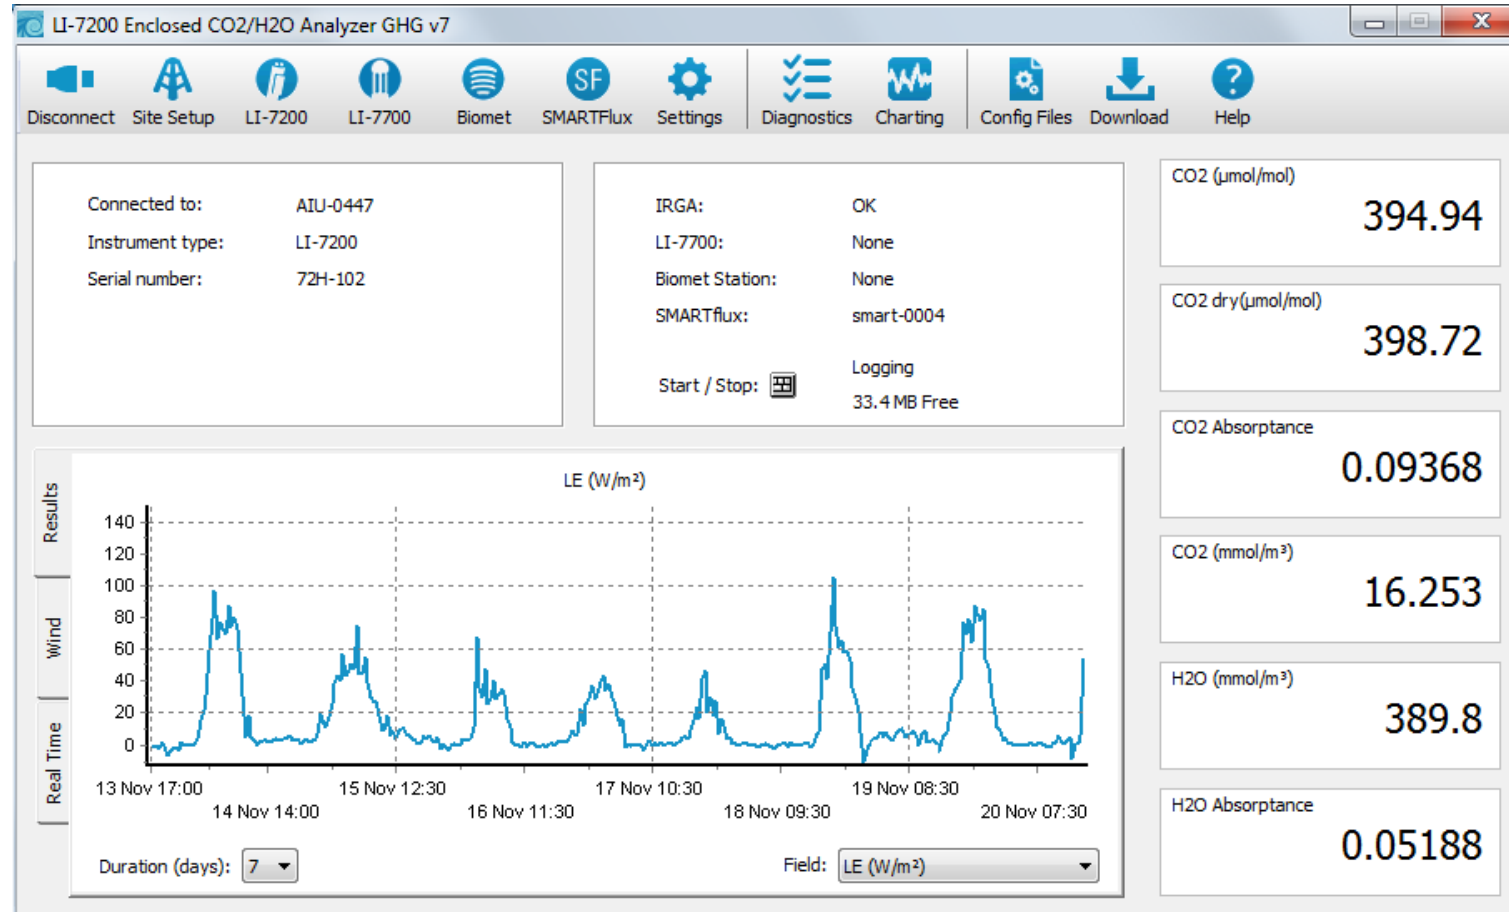 LI-7200 Enclosed CO2/H2O Analyzer GHG v7
Disconnect Site Setup LI-7200 LI-7700 Biomet SMARTFlux Settings Diagnostics Charting Config Files Download Help
SF
?
Connected to: AIU-0447
Instrument type: LI-7200
Serial number: 72H-102
IRGA: OK
LI-7700: None
Biomet Station: None
SMARTflux: smart-0004
Start / Stop: Logging
33.4 MB Free
CO2 (µmol/mol)
394.94
CO2 dry(µmol/mol)
398.72
CO2 Absorptance
0.09368
CO2 (mmol/m³)
16.253
H2O (mmol/m³)
389.8
H2O Absorptance
0.05188
Results
Wind
Real Time
LE (W/m²)
140
120
100
80
60
40
20
0
13 Nov 17:00 15 Nov 12:30 17 Nov 10:30 19 Nov 08:30
14 Nov 14:00 16 Nov 11:30 18 Nov 09:30 20 Nov 07:30
Duration (days): 7 Field: LE (W/m²)